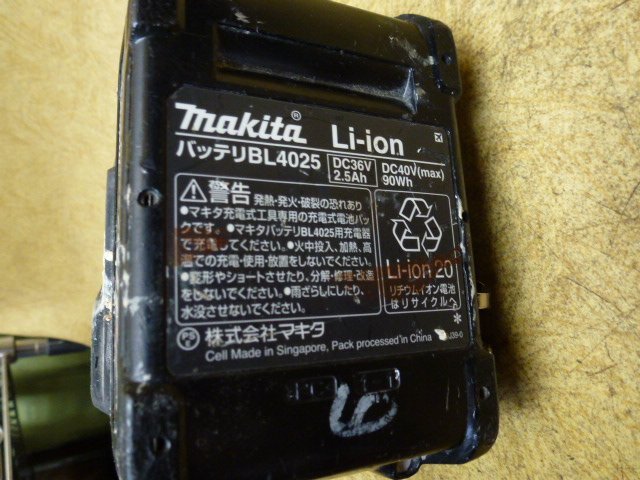 makita® Li-ion
バッテリBL4025 DC36V 2.5Ah DC40V(max) 90Wh
警告 発熱・発火・破裂の恐れあり
●マキタ充電式工具専用の充電式電池パッ
クです。●マキタバッテリBL4025用充電器
で充電してください。●火中投入、加熱、高
温での充電・使用・放置をしないでください。
●変形やショートさせたり、分解・修理・改造
をしないでください。●雨ざらしにしたり、
水没させないでください。
Li-ion 20
リチウムイオン電池
はリサイクルへ
PS 株式会社マキタ
Cell Made in Singapore, Pack processed in China